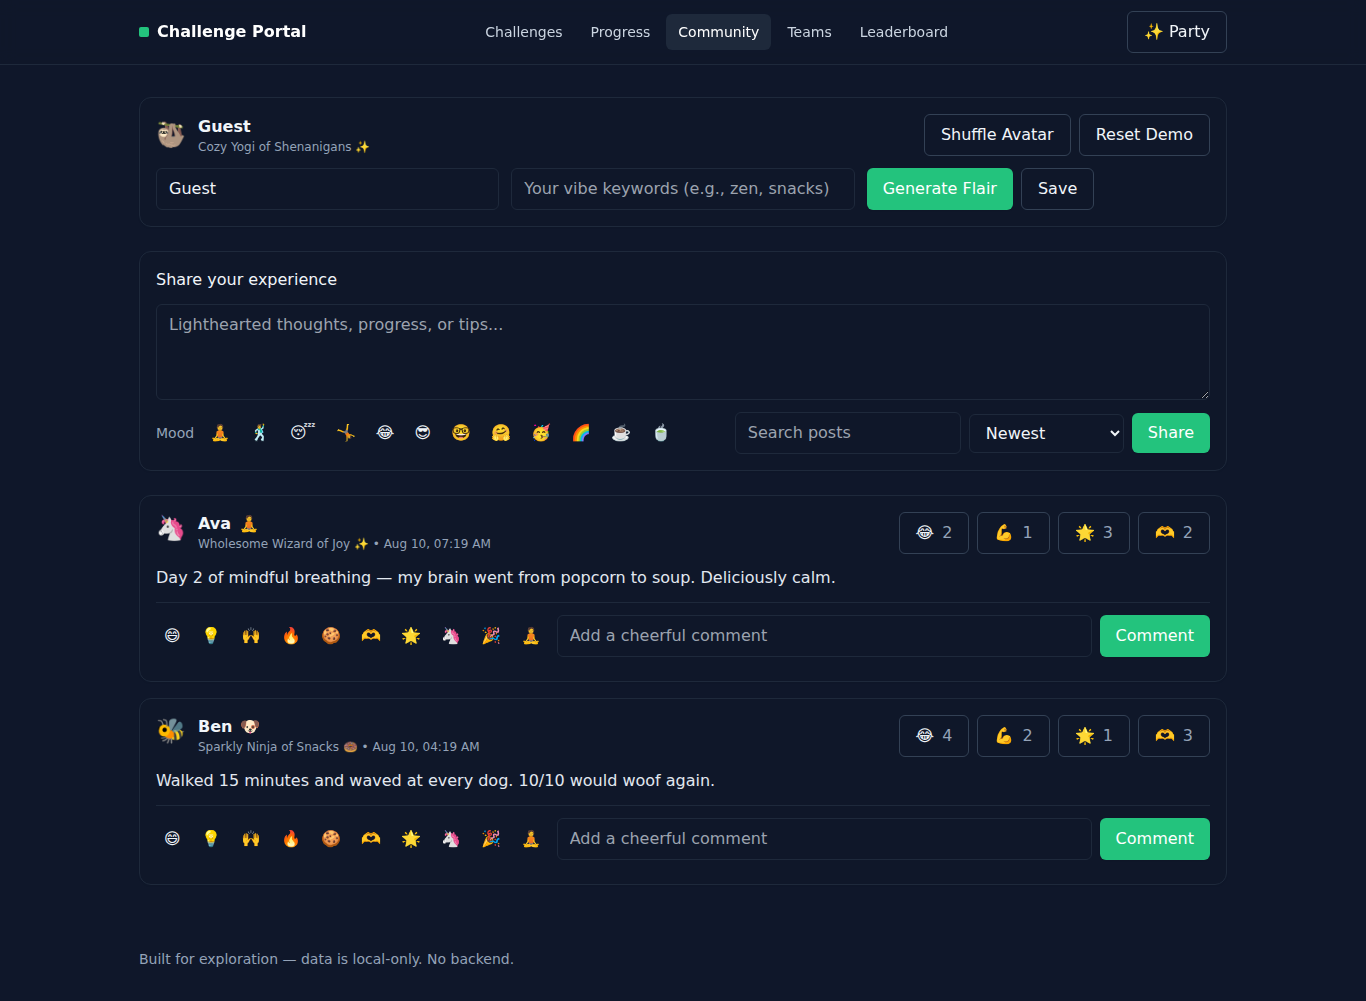 Challenge Portal
Challenges
Progress
Community
Teams
Leaderboard
✨ Party
Guest
Cozy Yogi of Shenanigans ✨
Shuffle Avatar
Reset Demo
Guest
Your vibe keywords (e.g., zen, snacks)
Generate Flair
Save
Share your experience
Lighthearted thoughts, progress, or tips...
Mood 🧘 🕺 😴 🤸 😂 😎 🤓 🤗 🥳 🌈 ☕ 🍵
Search posts
Newest
Share
Ava 🧘
Wholesome Wizard of Joy ✨ • Aug 10, 07:19 AM
😂 2
💪 1
🌟 3
🫶 2
Day 2 of mindful breathing — my brain went from popcorn to soup. Deliciously calm.
😄 💡 🙌 🔥 🍪 🫶 🌟 🦄 🎉 🧘
Add a cheerful comment
Comment
Ben 🐶
Sparkly Ninja of Snacks 🍩 • Aug 10, 04:19 AM
😂 4
💪 2
🌟 1
🫶 3
Walked 15 minutes and waved at every dog. 10/10 would woof again.
😄 💡 🙌 🔥 🍪 🫶 🌟 🦄 🎉 🧘
Add a cheerful comment
Comment
Built for exploration — data is local-only. No backend.